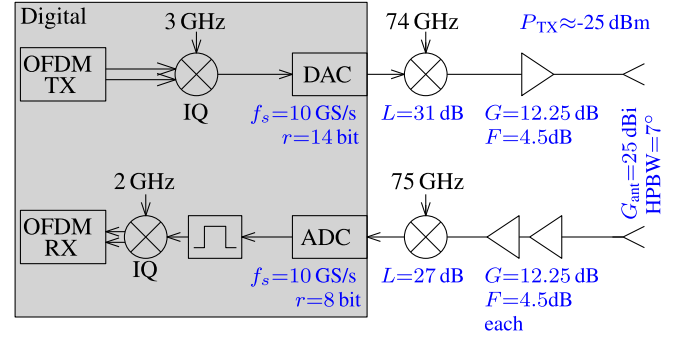 Digital
3 GHz
74 GHz
P_TX≈-25 dBm
OFDM
TX
DAC
IQ
f_s=10 GS/s
r=14 bit
L=31 dB
G=12.25 dB
F=4.5dB
G_ant=25 dBi
HPBW=7°
2 GHz
75 GHz
OFDM
RX
ADC
IQ
f_s=10 GS/s
r=8 bit
L=27 dB
G=12.25 dB
F=4.5dB
each